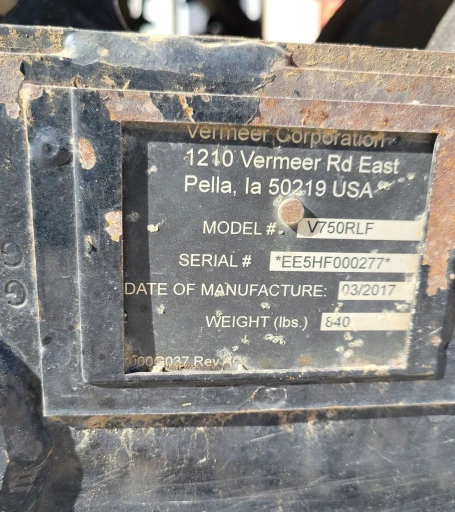 Vermeer Corporation
1210 Vermeer Rd East
Pella, Ia 50219 USA
MODEL # V750RLF
SERIAL # *EE5HF000277*
DATE OF MANUFACTURE: 03/2017
WEIGHT (lbs.) 840